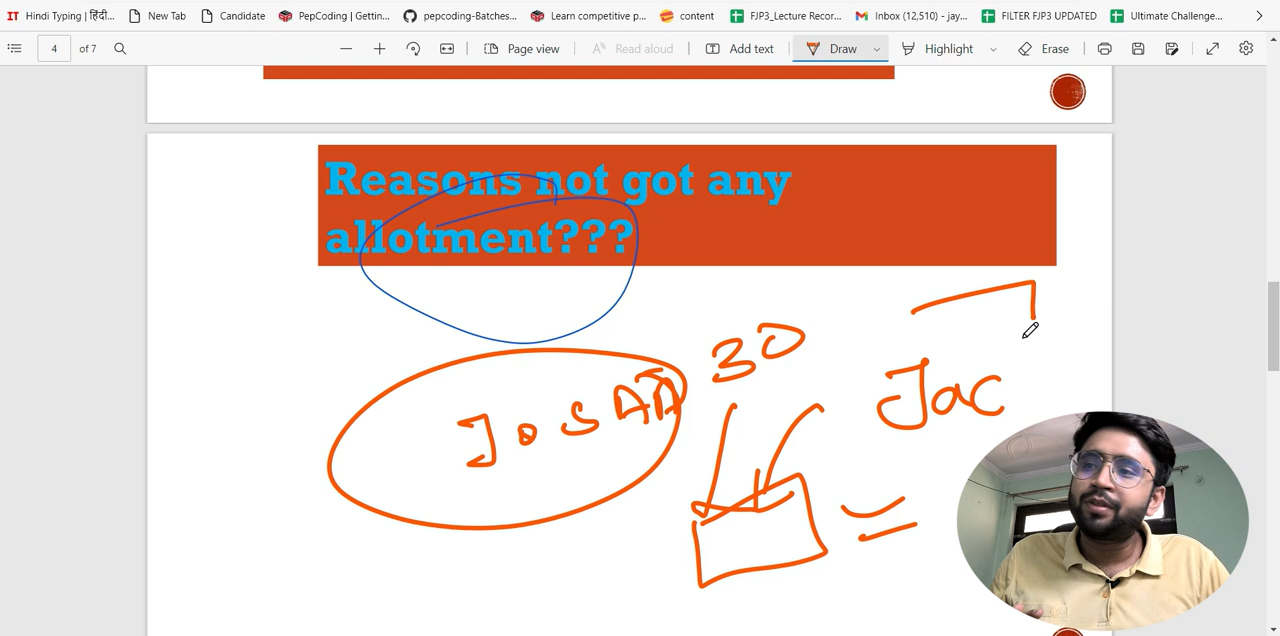 Hindi Typing | हिंदी... New Tab Candidate PepCoding | Gettin... pepcoding-Batches... Learn competitive p... content FJP3_Lecture Recor... Inbox (12,510) - jay... FILTER FJP3 UPDATED Ultimate Challenge...
4 of 7 Page view Read aloud Add text Draw Highlight Erase
Reasons not got any
allotment???
30
Jac
JoSAA